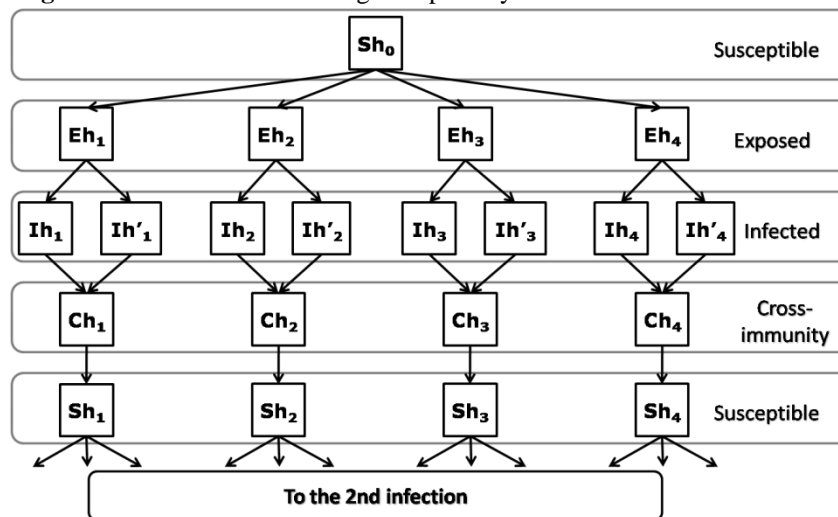 Sh₀
Susceptible
Eh₁ Eh₂ Eh₃ Eh₄ Exposed
Ih₁ Ih’₁ Ih₂ Ih’₂ Ih₃ Ih’₃ Ih₄ Ih’₄ Infected
Ch₁ Ch₂ Ch₃ Ch₄ Cross-
immunity
Sh₁ Sh₂ Sh₃ Sh₄ Susceptible
To the 2nd infection